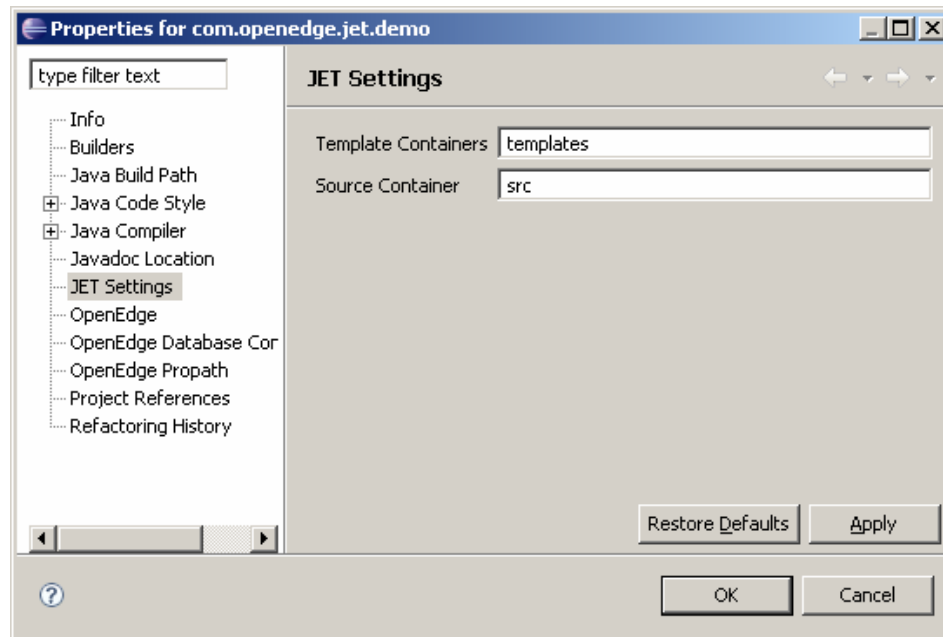 Properties for com.openedge.jet.demo
type filter text
Info
Builders
Java Build Path
Java Code Style
Java Compiler
Javadoc Location
JET Settings
OpenEdge
OpenEdge Database Cor
OpenEdge Propath
Project References
Refactoring History
JET Settings
Template Containers templates
Source Container src
Restore Defaults Apply
? OK Cancel